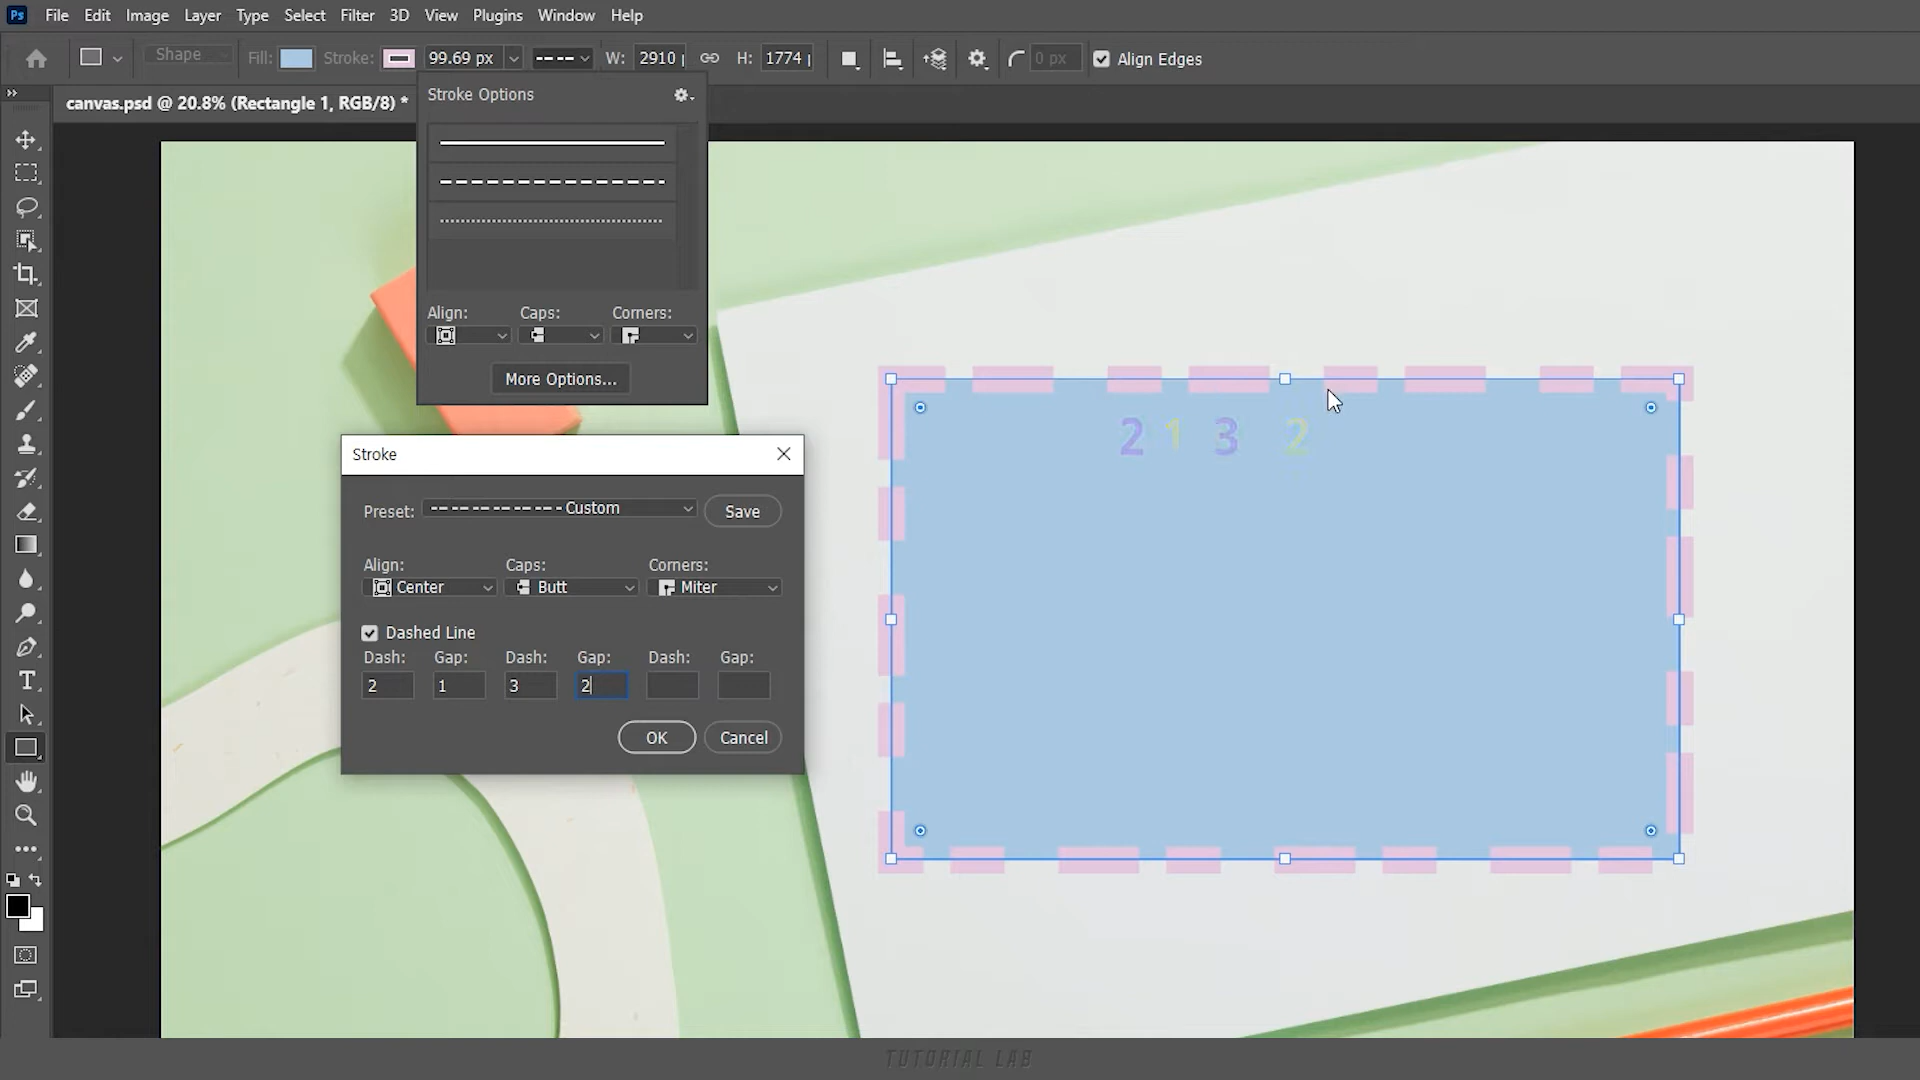 Ps File Edit Image Layer Type Select Filter 3D View Plugins Window Help
Shape Fill: Stroke: 99.69 px W: 2910 H: 1774 0 px Align Edges
canvas.psd @ 20.8% (Rectangle 1, RGB/8) *
Stroke Options
Align: Caps: Corners:
More Options...
2 1 3 2
Stroke
Preset: Custom Save
Align: Caps: Corners:
Center Butt Miter
Dashed Line
Dash: Gap: Dash: Gap: Dash: Gap:
2 1 3 2
OK Cancel
TUTORIAL LAB